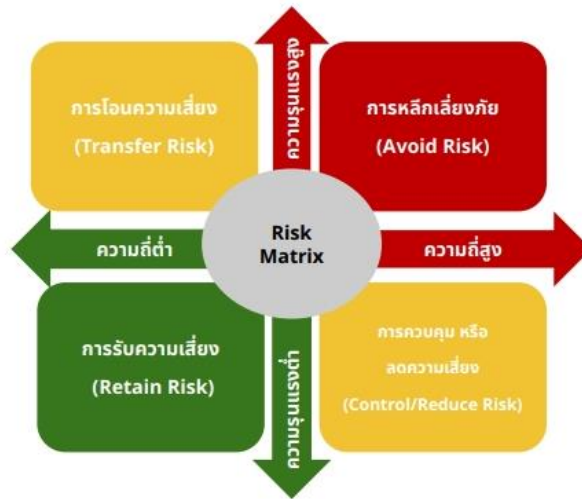 ความรุนแรงสูง
การโอนความเสี่ยง
(Transfer Risk)
การหลีกเลี่ยงภัย
(Avoid Risk)
ความถี่ต่ำ
Risk
Matrix
ความถี่สูง
การรับความเสี่ยง
(Retain Risk)
การควบคุม หรือ
ลดความเสี่ยง
(Control/Reduce Risk)
ความรุนแรงต่ำ